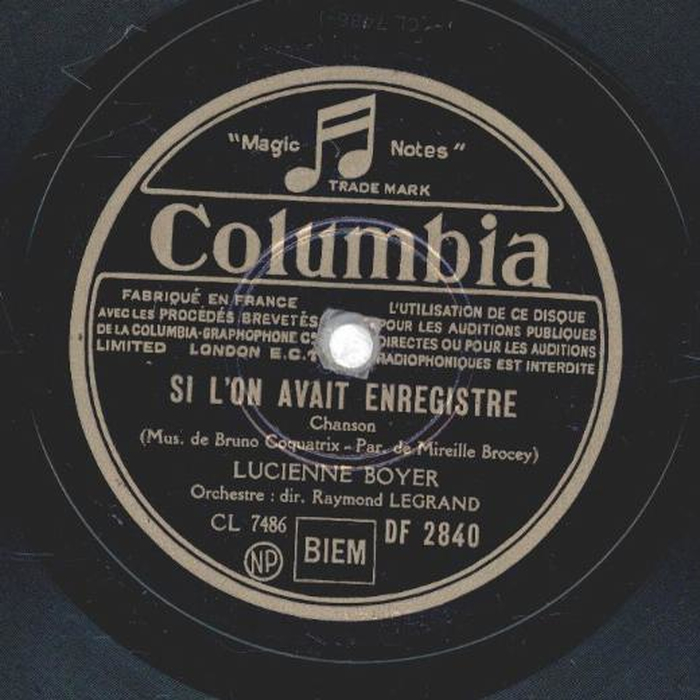 "Magic Notes"
TRADE MARK
Columbia
FABRIQUÉ EN FRANCE
AVEC LES PROCÉDÉS BREVETÉS
DE LA COLUMBIA-GRAPHOPHONE
LIMITED LONDON E.C.1
L'UTILISATION DE CE DISQUE
POUR LES AUDITIONS PUBLIQUES
DIRECTES OU POUR LES AUDITIONS
RADIOPHONIQUES EST INTERDITE
SI L'ON AVAIT ENREGISTRE
Chanson
(Mus. de Bruno Coquatrix - Par. de Mireille Brocey)
LUCIENNE BOYER
Orchestre : dir. Raymond LEGRAND
CL 7486 BIEM DF 2840
NP